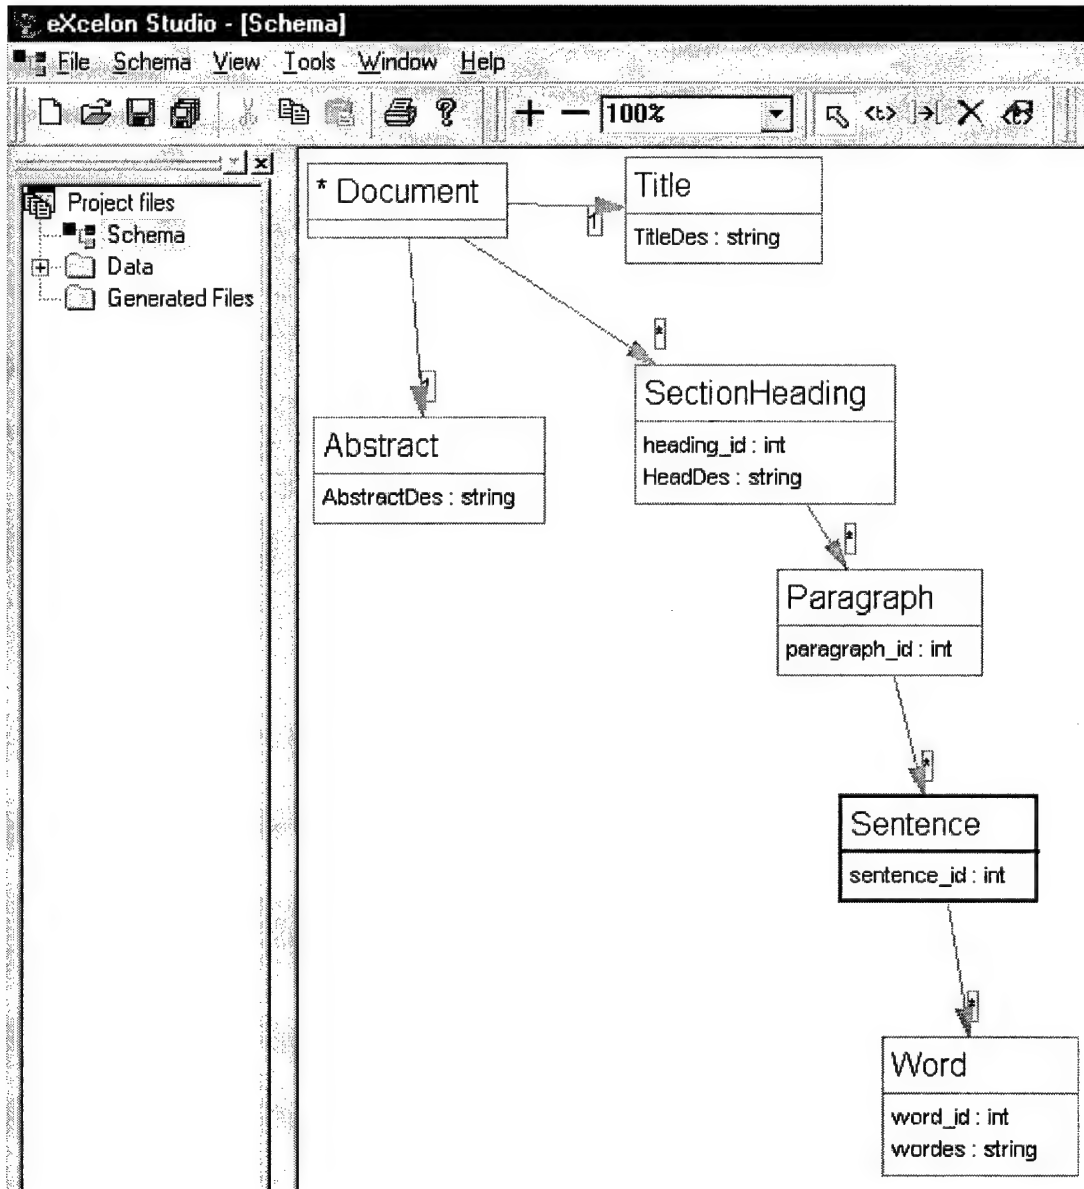 eXcelon Studio - [Schema]
File Schema View Tools Window Help
100%
Project files
Schema
Data
Generated Files
* Document
1
Title
TitleDes : string
*
1
SectionHeading
heading_id : int
HeadDes : string
Abstract
AbstractDes : string
*
Paragraph
paragraph_id : int
*
Sentence
sentence_id : int
*
Word
word_id : int
wordes : string